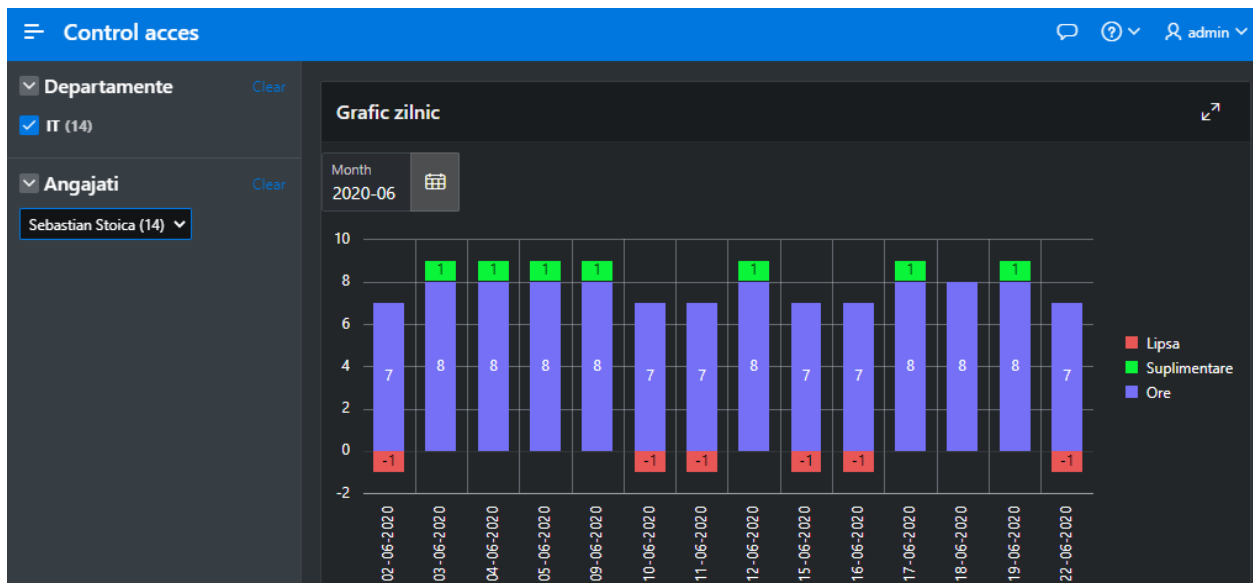 Control acces
admin
Departamente Clear
IT (14)
Angajati Clear
Sebastian Stoica (14)
Grafic zilnic
Month
2020-06
10
8
6
4
2
0
-2
1 1 1 1 1 1 1
7 8 8 8 8 7 7 8 7 7 8 8 8 7
-1 -1 -1 -1 -1 -1
02-06-2020
03-06-2020
04-06-2020
05-06-2020
09-06-2020
10-06-2020
11-06-2020
12-06-2020
15-06-2020
16-06-2020
17-06-2020
18-06-2020
19-06-2020
22-06-2020
Lipsa
Suplimentare
Ore